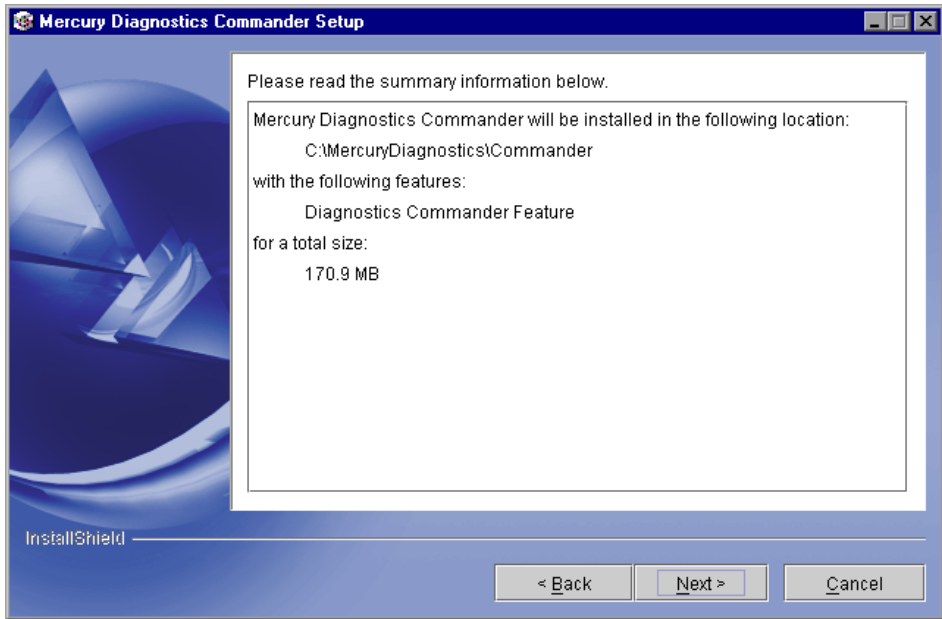 Mercury Diagnostics Commander Setup
Please read the summary information below.
Mercury Diagnostics Commander will be installed in the following location:
C:\MercuryDiagnostics\Commander
with the following features:
Diagnostics Commander Feature
for a total size:
170.9 MB
InstallShield
< Back
Next >
Cancel